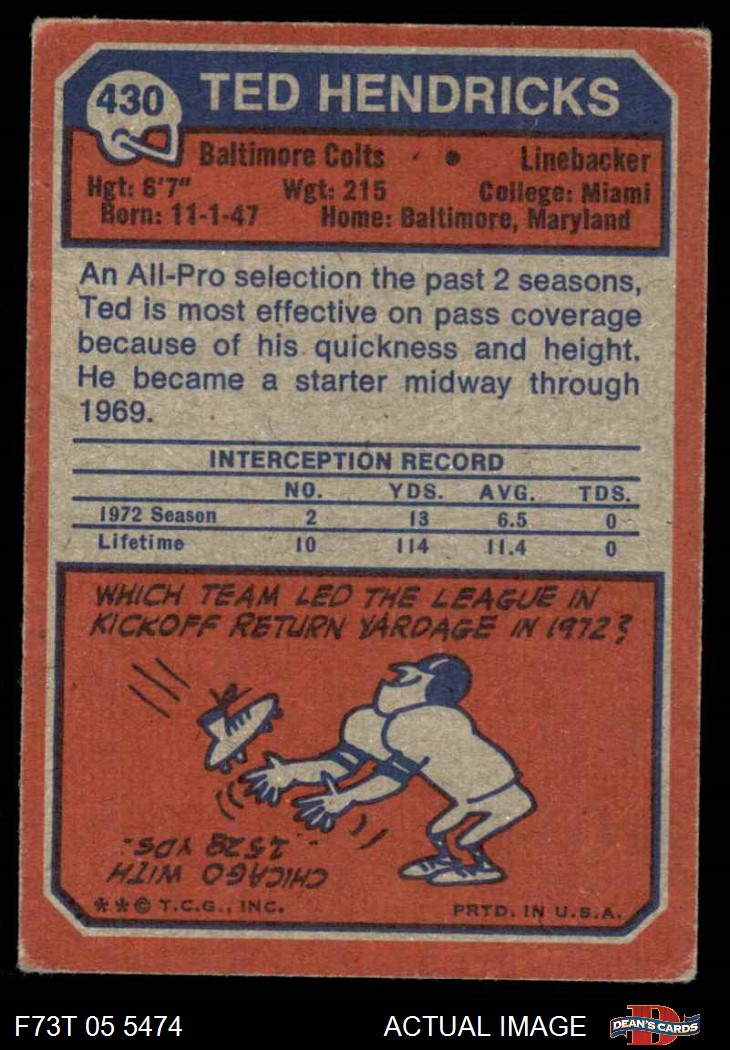 430 TED HENDRICKS
Baltimore Colts • Linebacker
Hgt: 6'7" Wgt: 215 College: Miami
Born: 11-1-47 Home: Baltimore, Maryland
An All-Pro selection the past 2 seasons,
Ted is most effective on pass coverage
because of his quickness and height.
He became a starter midway through
1969.
INTERCEPTION RECORD
NO. YDS. AVG. TDS.
1972 Season 2 13 6.5 0
Lifetime 10 114 11.4 0
WHICH TEAM LED THE LEAGUE IN
KICKOFF RETURN YARDAGE IN 1972?
CHICAGO WITH
1528 YDS.
**© T.C.G., INC. PRTD. IN U.S.A.
F73T 05 5474 ACTUAL IMAGE
D
DEAN'S CARDS